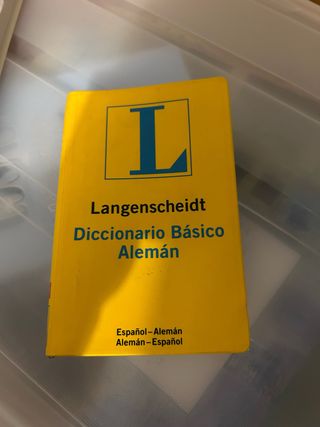 L
Langenscheidt
Diccionario Básico
Alemán
Español–Alemán
Alemán–Español